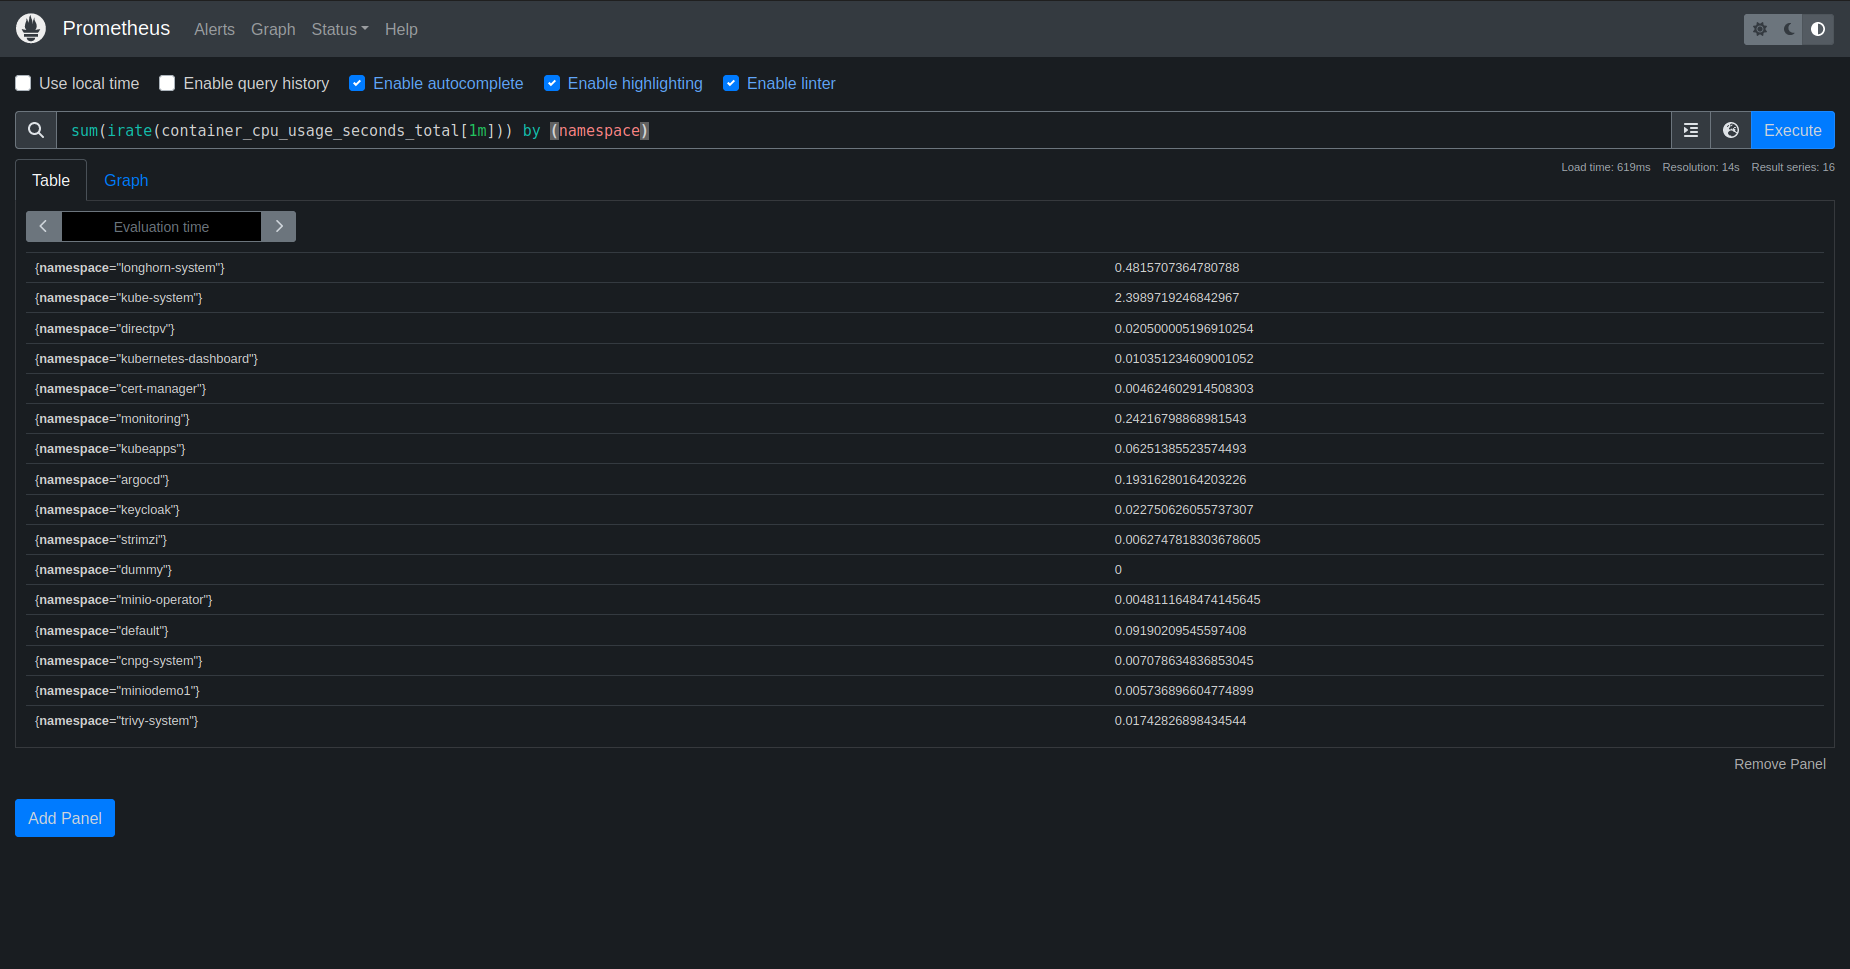 Prometheus Alerts Graph Status Help
Use local time Enable query history Enable autocomplete Enable highlighting Enable linter
sum(irate(container_cpu_usage_seconds_total[1m])) by (namespace) Execute
Load time: 619ms Resolution: 14s Result series: 16
Table Graph
Evaluation time
{namespace="longhorn-system"} 0.4815707364780788
{namespace="kube-system"} 2.3989719246842967
{namespace="directpv"} 0.020500005196910254
{namespace="kubernetes-dashboard"} 0.010351234609001052
{namespace="cert-manager"} 0.004624602914508303
{namespace="monitoring"} 0.24216798868981543
{namespace="kubeapps"} 0.06251385523574493
{namespace="argocd"} 0.19316280164203226
{namespace="keycloak"} 0.022750626055737307
{namespace="strimzi"} 0.0062747818303678605
{namespace="dummy"} 0
{namespace="minio-operator"} 0.0048111648474145645
{namespace="default"} 0.09190209545597408
{namespace="cnpg-system"} 0.007078634836853045
{namespace="miniodemo1"} 0.005736896604774899
{namespace="trivy-system"} 0.01742826898434544
Remove Panel
Add Panel